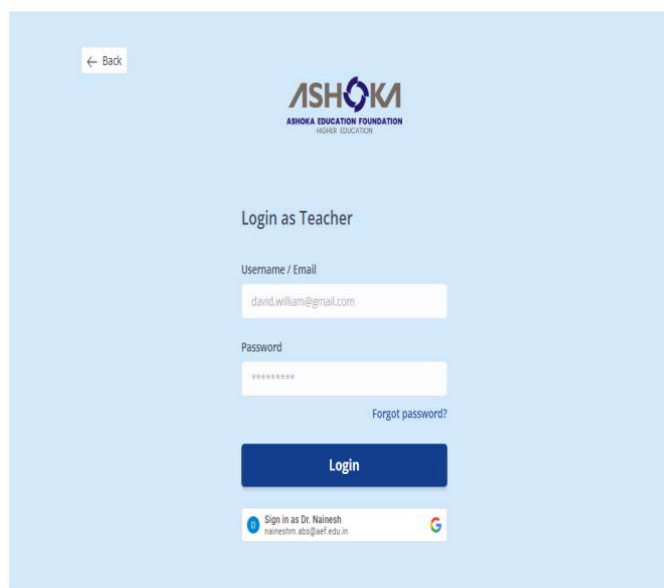 ← Back
ASHOKA
ASHOKA EDUCATION FOUNDATION
HIGHER EDUCATION
Login as Teacher
Username / Email
david.william@gmail.com
Password
*********
Forgot password?
Login
D
Sign in as Dr. Nainesh
naineshm.abs@aef.edu.in
G